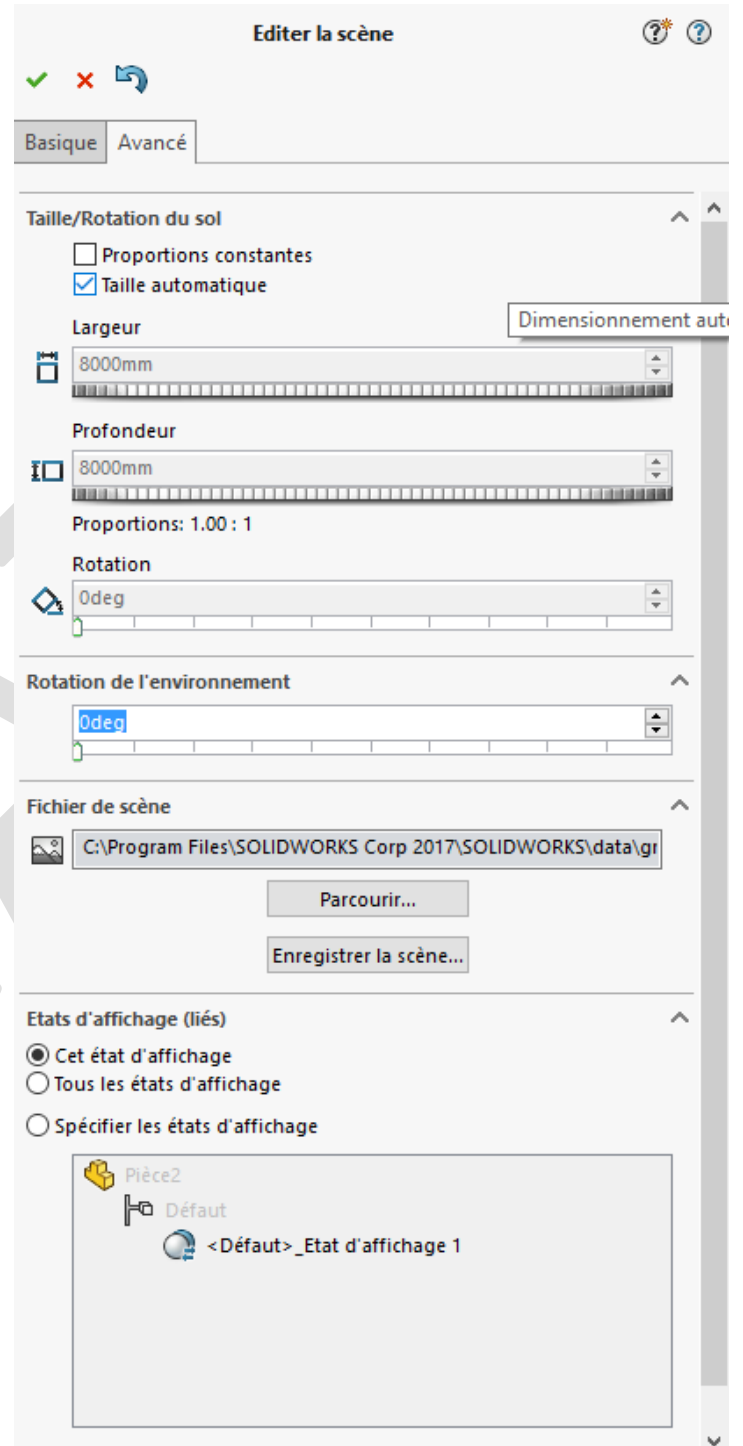 Editer la scène
Basique Avancé
Taille/Rotation du sol
Proportions constantes
Taille automatique
Dimensionnement auto
Largeur
8000mm
Profondeur
8000mm
Proportions: 1.00 : 1
Rotation
0deg
Rotation de l'environnement
0deg
Fichier de scène
C:\Program Files\SOLIDWORKS Corp 2017\SOLIDWORKS\data\gr
Parcourir...
Enregistrer la scène...
Etats d'affichage (liés)
Cet état d'affichage
Tous les états d'affichage
Spécifier les états d'affichage
Pièce2
Défaut
<Défaut>_Etat d'affichage 1